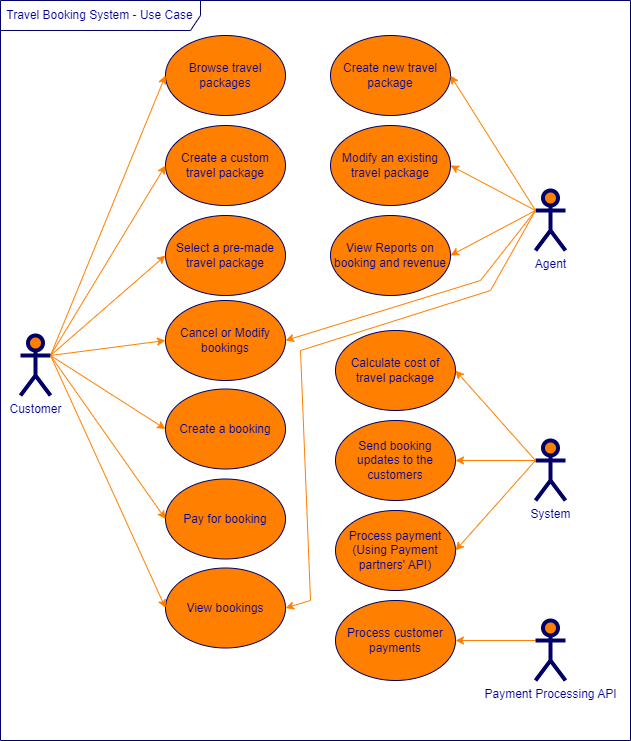 Travel Booking System - Use Case
Browse travel
packages
Create new travel
package
Create a custom
travel package
Modify an existing
travel package
Select a pre-made
travel package
View Reports on
booking and revenue
Agent
Cancel or Modify
bookings
Customer
Calculate cost of
travel package
Create a booking
Send booking
updates to the
customers
System
Pay for booking
Process payment
(Using Payment
partners' API)
View bookings
Process customer
payments
Payment Processing API